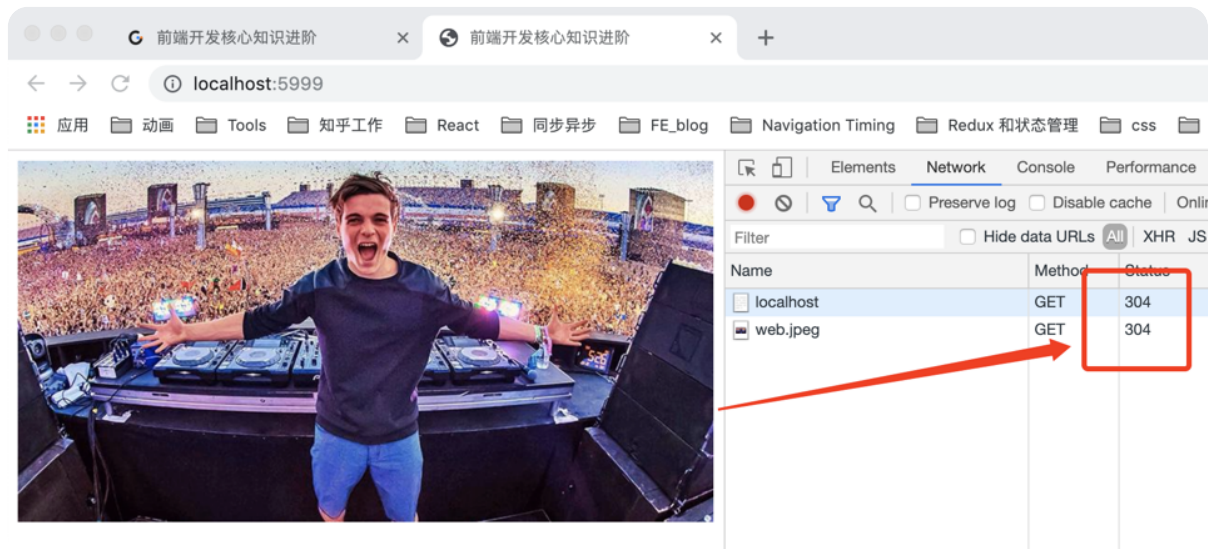 前端开发核心知识进阶 前端开发核心知识进阶
localhost:5999
应用 动画 Tools 知乎工作 React 同步异步 FE_blog Navigation Timing Redux 和状态管理 css
Elements Network Console Performance
Preserve log Disable cache Onlin
Filter Hide data URLs All XHR JS
Name Method Status
localhost GET 304
web.jpeg GET 304